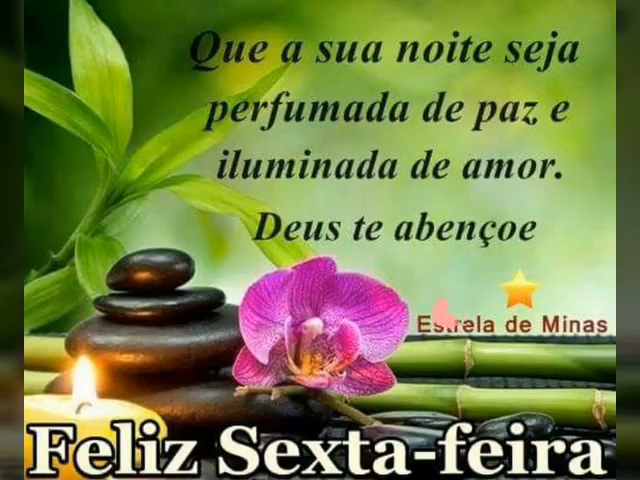 Que a sua noite seja
perfumada de paz e
iluminada de amor.
Deus te abençoe
Estrela de Minas
Feliz Sexta-feira